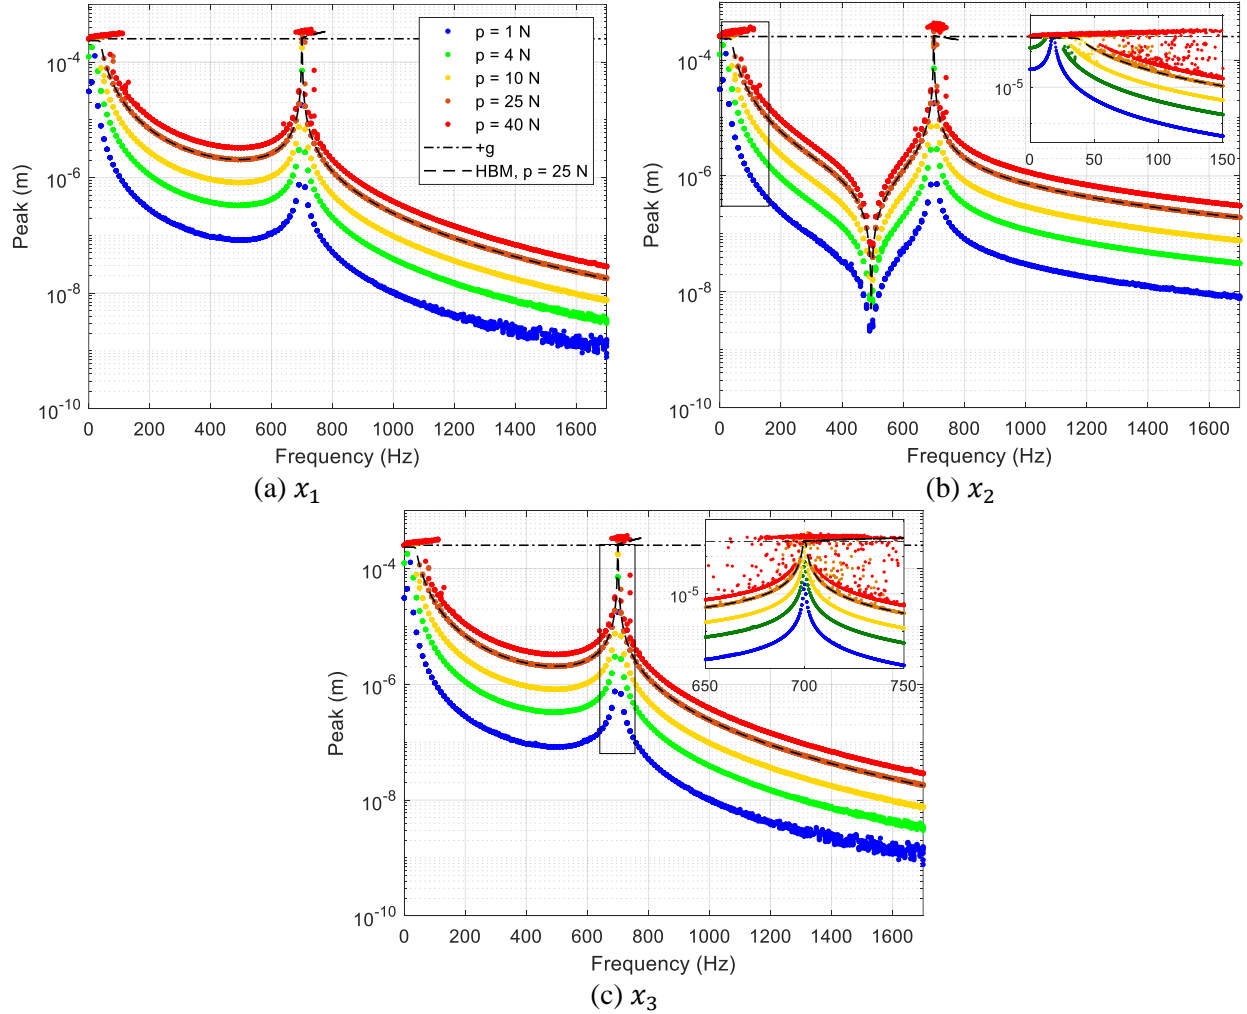 10^-4
10^-6
10^-8
10^-10
Peak (m)
0 200 400 600 800 1000 1200 1400 1600
Frequency (Hz)
p = 1 N
p = 4 N
p = 10 N
p = 25 N
p = 40 N
+g
HBM, p = 25 N
(a) x₁
10^-4
10^-6
10^-8
10^-10
Peak (m)
0 200 400 600 800 1000 1200 1400 1600
Frequency (Hz)
10^-5
0 50 100 150
(b) x₂
10^-4
10^-6
10^-8
10^-10
Peak (m)
0 200 400 600 800 1000 1200 1400 1600
Frequency (Hz)
10^-5
650 700 750
(c) x₃